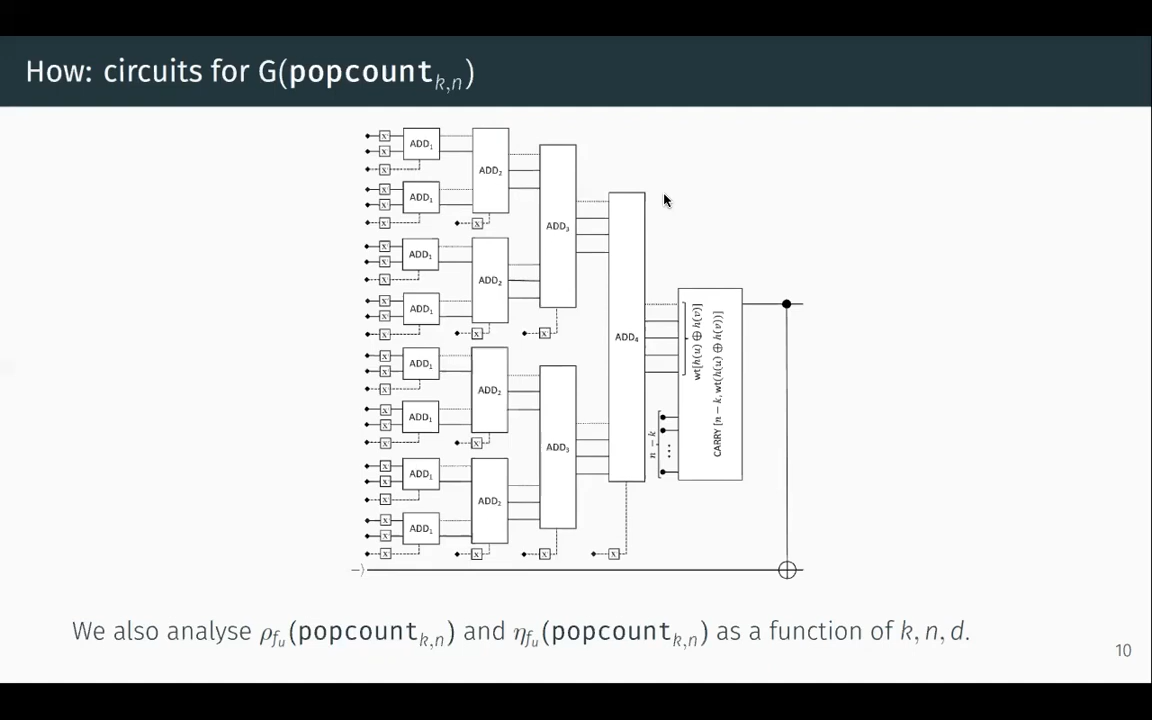 How: circuits for G(popcount_{k,n})
X ADD₁
X
X
X ADD₁
X
X
X ADD₁
X
X
X ADD₁
X
X
X ADD₁
X
X
X ADD₁
X
X
X ADD₁
X
X
X ADD₁
X
X
ADD₂
X
ADD₂
X
ADD₂
X
ADD₂
X
ADD₃
X
ADD₃
X
ADD₄
X
n − k
...
wt[h(u) ⊕ h(v)]
CARRY [n − k, wt(h(u) ⊕ h(v))]
|−⟩
We also analyse ρ_{f_u}(popcount_{k,n}) and η_{f_u}(popcount_{k,n}) as a function of k, n, d.
10